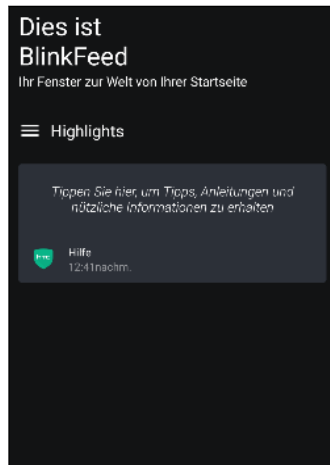 Dies ist
BlinkFeed
Ihr Fenster zur Welt von Ihrer Startseite
Highlights
Tippen Sie hier, um Tipps, Anleitungen und
nützliche Informationen zu erhalten
Hilfe
12:41nachm.